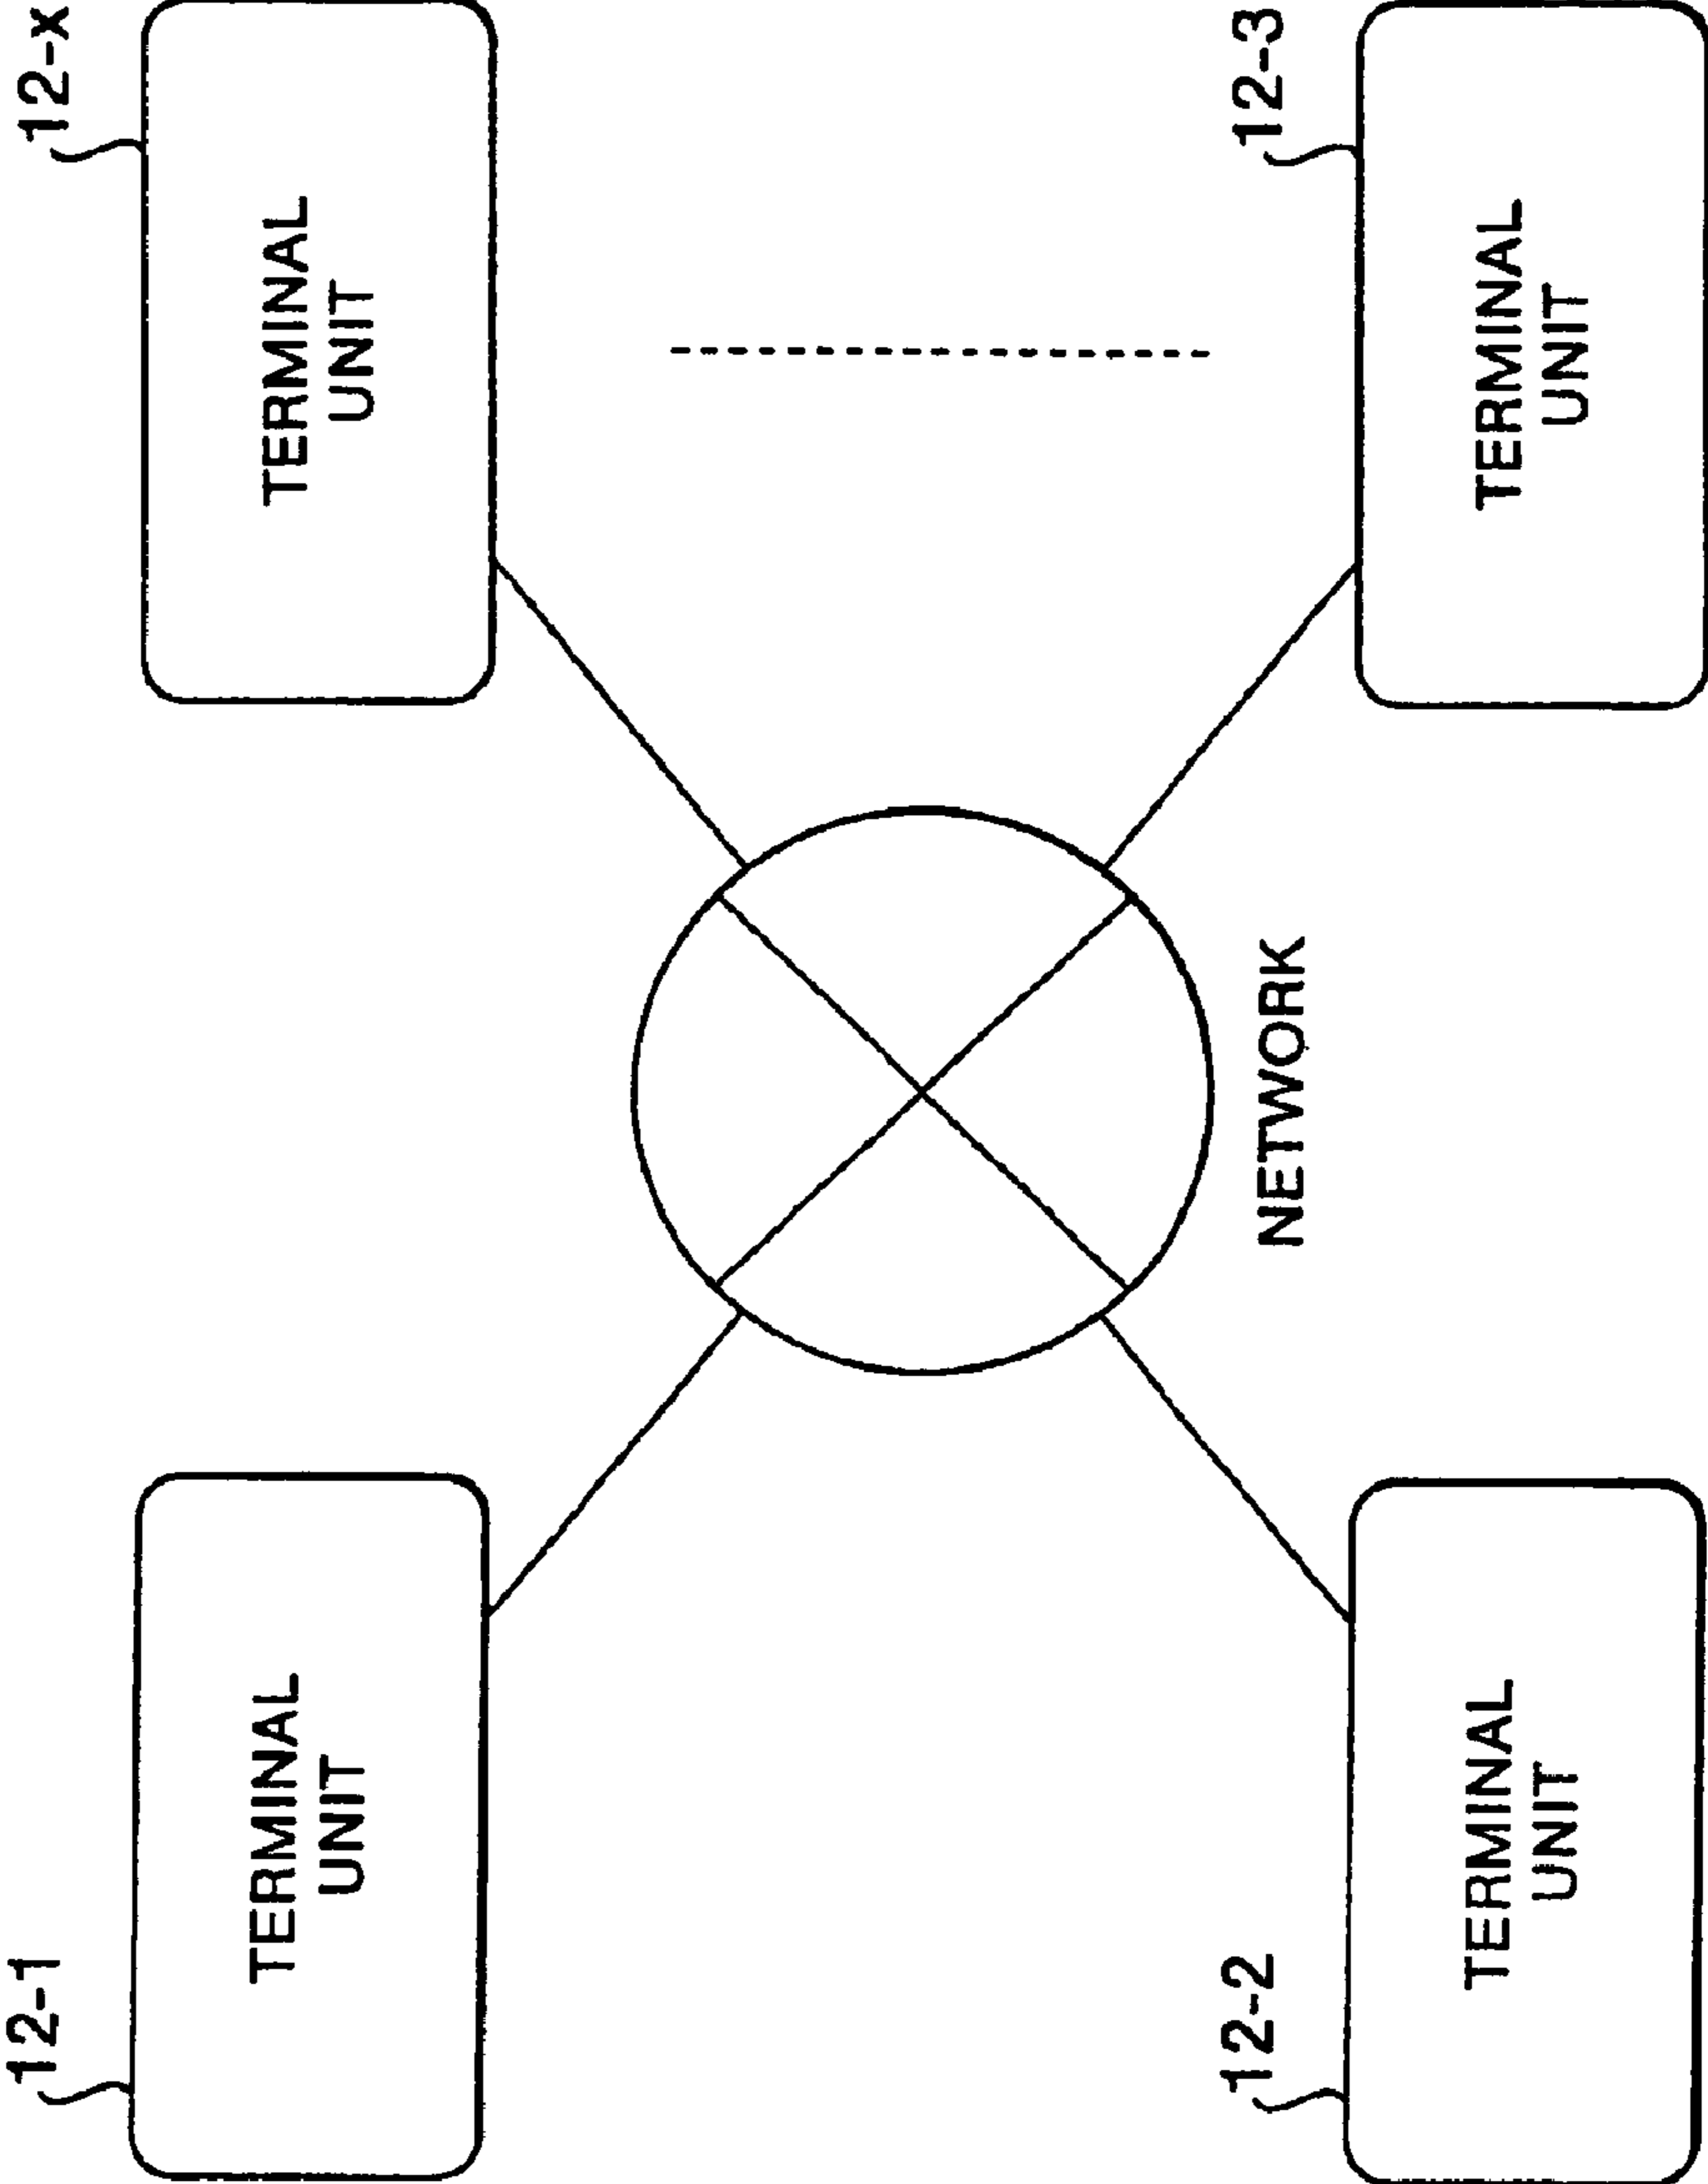 12-1
TERMINAL
UNIT
12-x
TERMINAL
UNIT
NETWORK
12-2
TERMINAL
UNIT
12-3
TERMINAL
UNIT